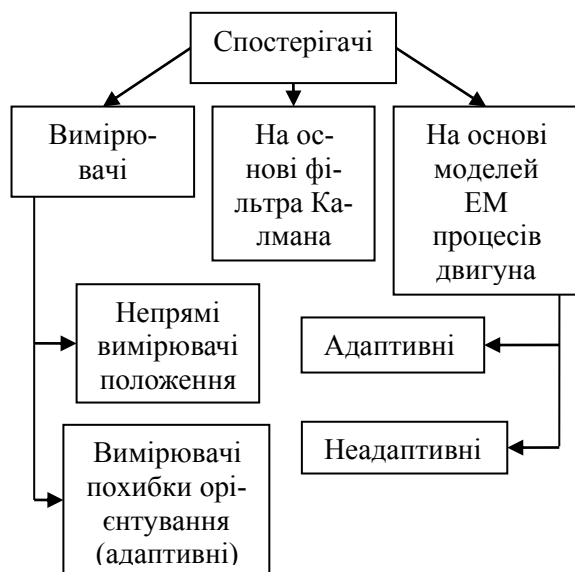 Спостерігачі
Вимірю-
вачі
На ос-
нові фі-
льтра Ка-
лмана
На основі
моделей
ЕМ
процесів
двигуна
Непрямі
вимірювачі
положення
Адаптивні
Вимірювачі
похибки орі-
єнтування
(адаптивні)
Неадаптивні